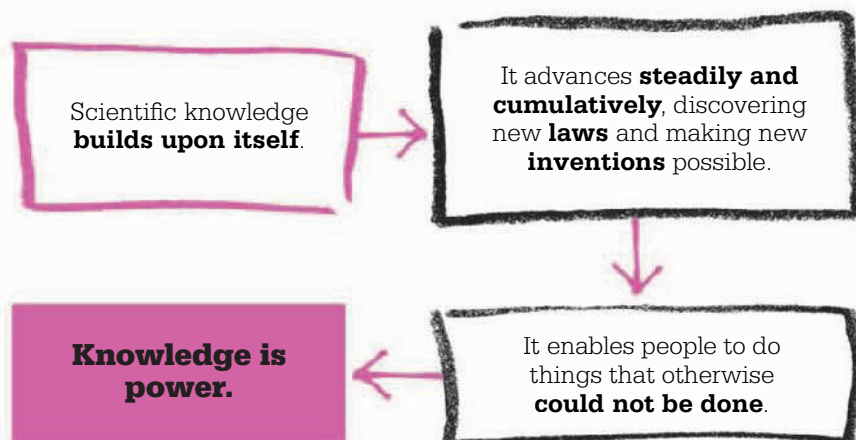 Scientific knowledge
builds upon itself.
It advances steadily and
cumulatively, discovering
new laws and making new
inventions possible.
It enables people to do
things that otherwise
could not be done.
Knowledge is
power.